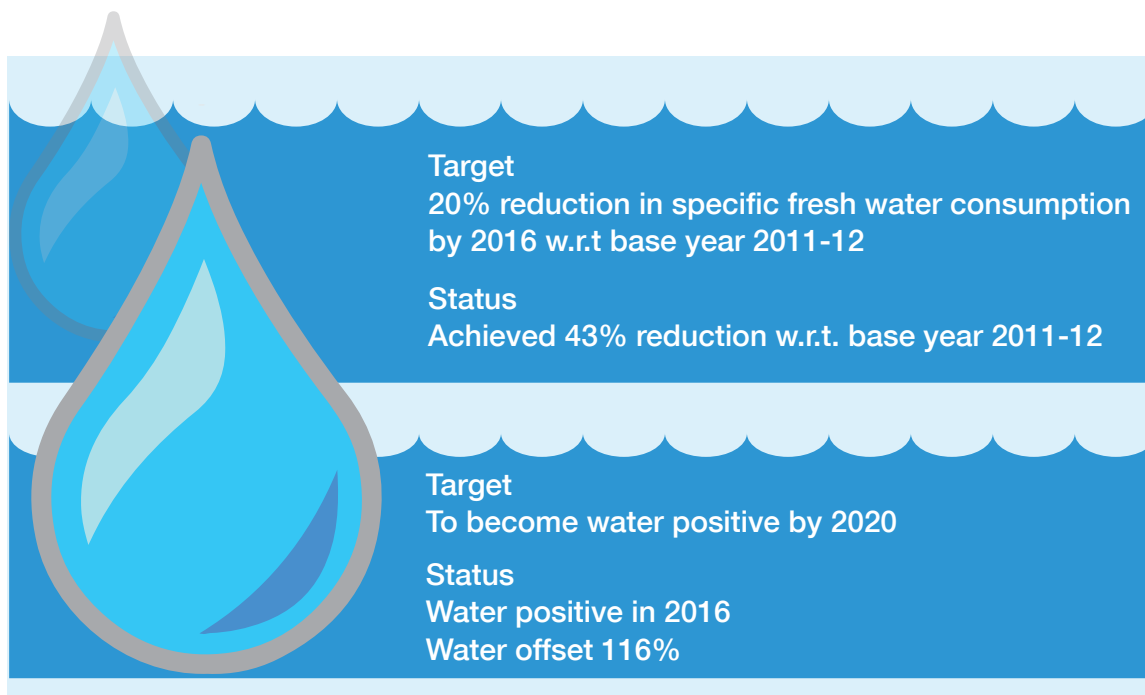 Target
20% reduction in specific fresh water consumption
by 2016 w.r.t base year 2011-12
Status
Achieved 43% reduction w.r.t. base year 2011-12
Target
To become water positive by 2020
Status
Water positive in 2016
Water offset 116%